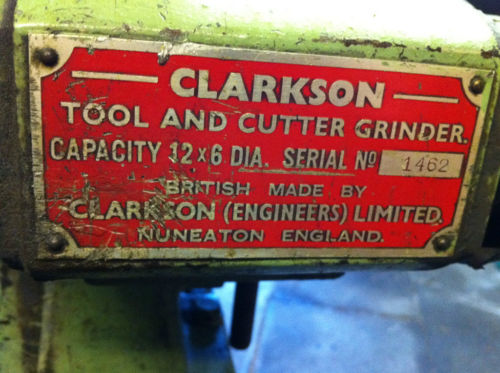 CLARKSON
TOOL AND CUTTER GRINDER.
CAPACITY 12×6 DIA. SERIAL Nº 1462
BRITISH MADE BY
CLARKSON (ENGINEERS) LIMITED.
NUNEATON ENGLAND.